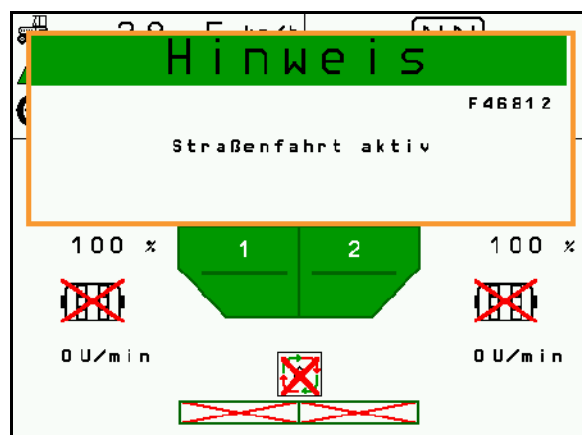 Hinweis
F46812
Straßenfahrt aktiv
100 %
1
2
100 %
0 U/min
0 U/min